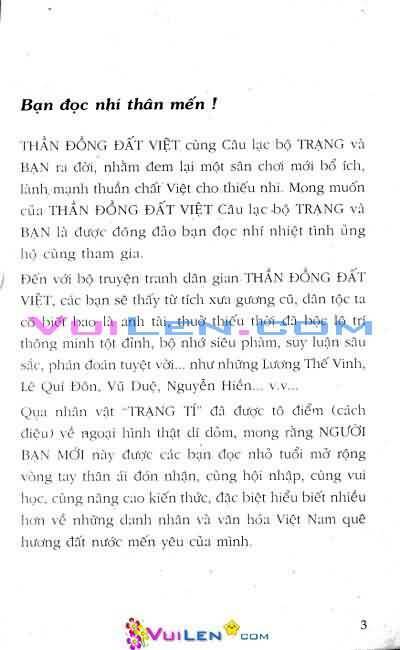 Bạn đọc nhí thân mến !
THẦN ĐỒNG ĐẤT VIỆT cùng Câu lạc bộ TRẠNG và
BẠN ra đời, nhằm đem lại một sân chơi mới bổ ích,
lành mạnh thuần chất Việt cho thiếu nhi. Mong muốn
của THẦN ĐỒNG ĐẤT VIỆT Câu lạc bộ TRẠNG và
BẠN là được đông đảo bạn đọc nhí nhiệt tình ủng
hộ cùng tham gia.
Đến với bộ truyện tranh dân gian THẦN ĐỒNG ĐẤT
VIỆT, các bạn sẽ thấy từ tích xưa gương cũ, dân tộc ta
có biết bao là anh tài, thuở thiếu thời đã bộc lộ trí
thông minh tột đỉnh, bộ nhớ siêu phàm, suy luận sâu
sắc, phán đoán tuyệt vời... như những Lương Thế Vinh,
Lê Quí Đôn, Vũ Duệ, Nguyễn Hiền... v.v...
Qua nhân vật "TRẠNG TÍ" đã được tô điểm (cách
điệu) về ngoại hình thật dí dỏm, mong rằng NGƯỜI
BẠN MỚI này được các bạn đọc nhỏ tuổi mở rộng
vòng tay thân ái đón nhận, cùng hội nhập, cùng vui
học, cùng nâng cao kiến thức, đặc biệt hiểu biết nhiều
hơn về những danh nhân và văn hóa Việt Nam quê
hương đất nước mến yêu của mình.
3
VUILEN.COM
VUILEN.COM